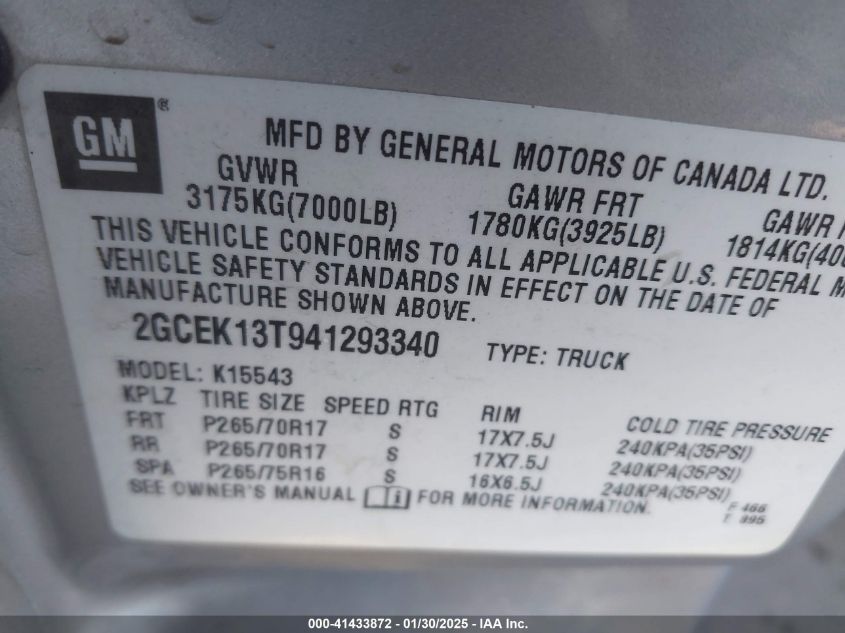 GM ®
MFD BY GENERAL MOTORS OF CANADA LTD.
GVWR GAWR FRT GAWR
3175KG(7000LB) 1780KG(3925LB) 1814KG(40
THIS VEHICLE CONFORMS TO ALL APPLICABLE U.S. FEDERAL M
VEHICLE SAFETY STANDARDS IN EFFECT ON THE DATE OF
MANUFACTURE SHOWN ABOVE.
2GCEK13T941293340 TYPE: TRUCK
MODEL: K15543
KPLZ TIRE SIZE SPEED RTG RIM COLD TIRE PRESSURE
FRT P265/70R17 S 17X7.5J 240KPA(35PSI)
RR P265/70R17 S 17X7.5J 240KPA(35PSI)
SPA P265/75R16 S 16X6.5J 240KPA(35PSI)
SEE OWNER'S MANUAL FOR MORE INFORMATION.
F 466
T 995
000-41433872 - 01/30/2025 - IAA Inc.